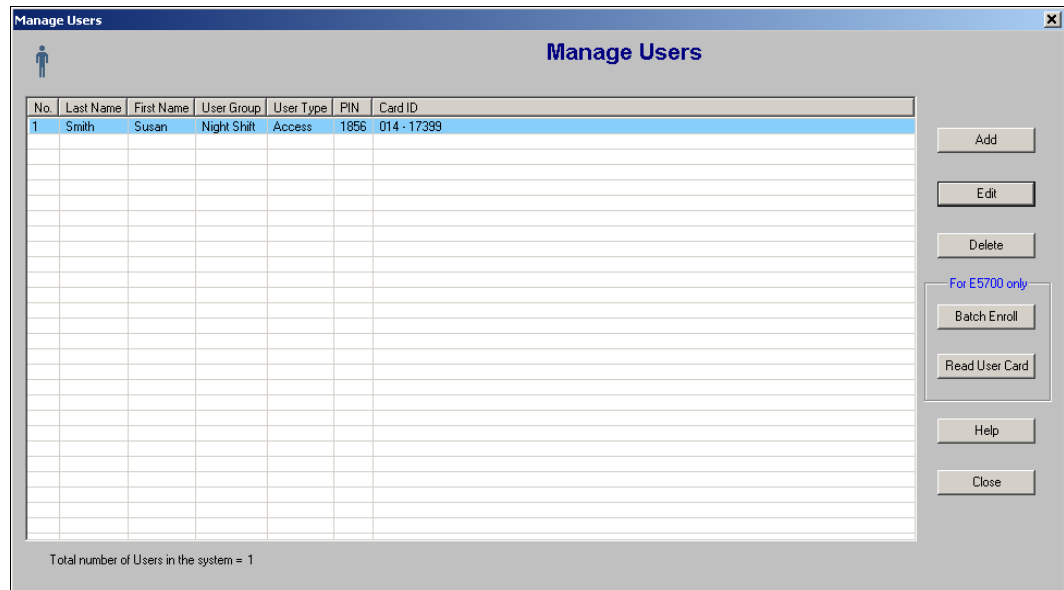 Manage Users
Manage Users
No. Last Name First Name User Group User Type PIN Card ID
1 Smith Susan Night Shift Access 1856 014 - 17399
Add
Edit
Delete
For E5700 only
Batch Enroll
Read User Card
Help
Close
Total number of Users in the system = 1